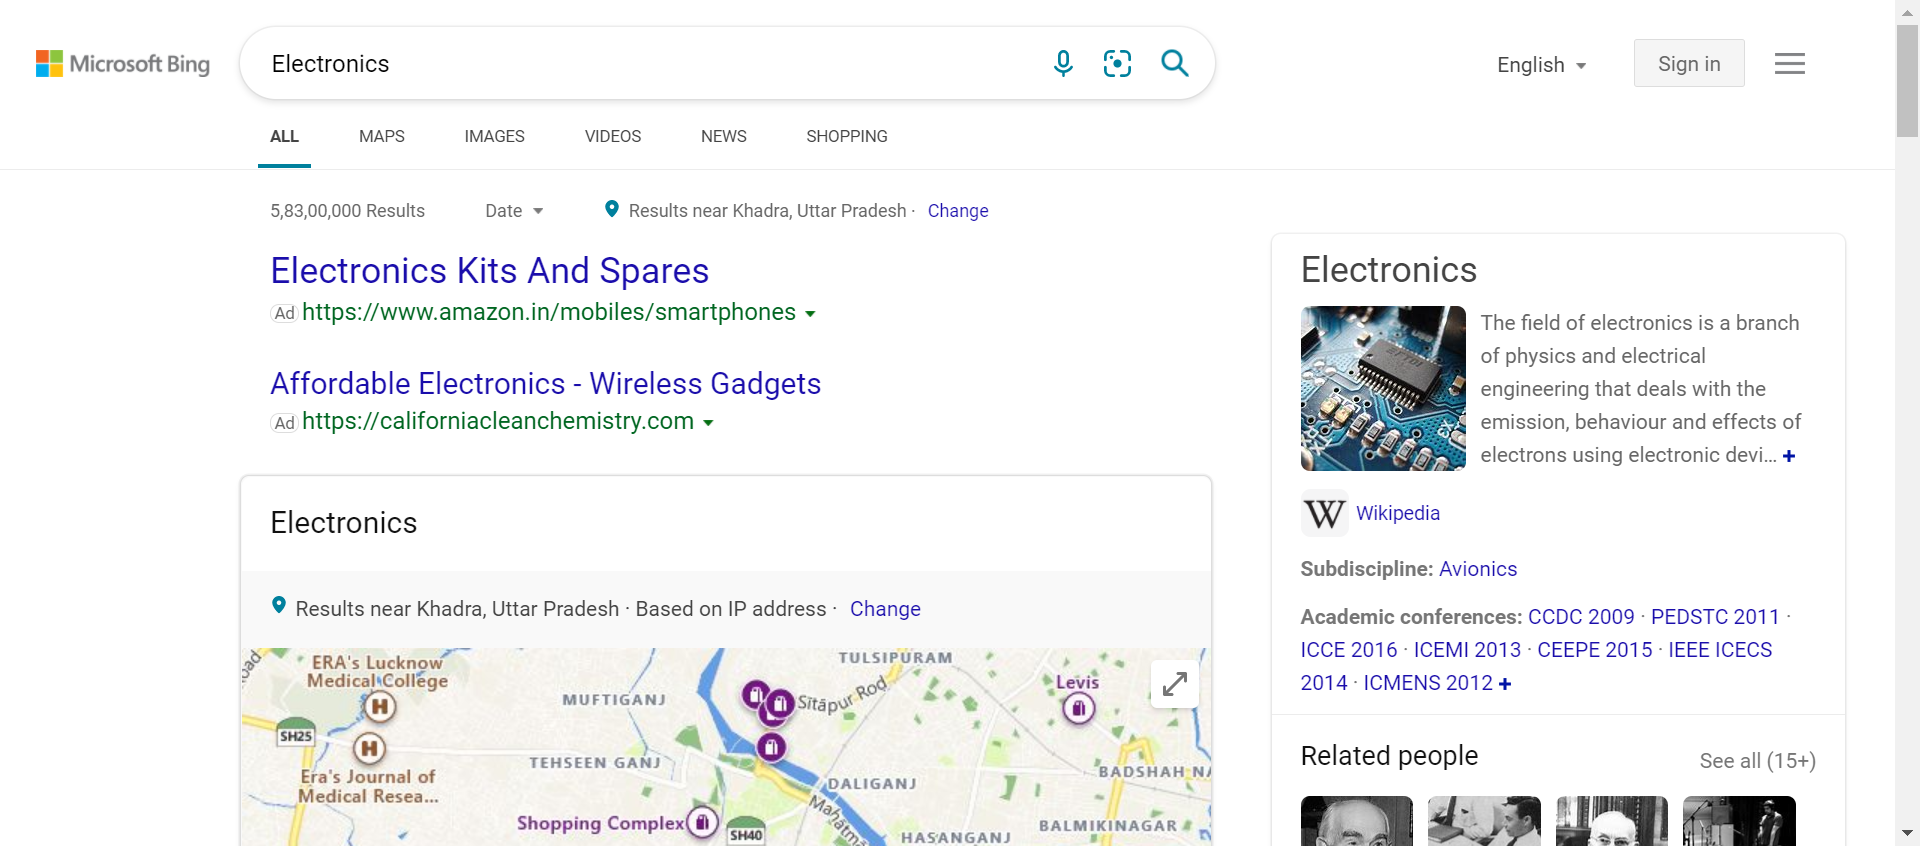 Microsoft Bing
Electronics
English
Sign in
ALL
MAPS
IMAGES
VIDEOS
NEWS
SHOPPING
5,83,00,000 Results
Date
Results near Khadra, Uttar Pradesh · Change
Electronics Kits And Spares
Ad https://www.amazon.in/mobiles/smartphones
Affordable Electronics - Wireless Gadgets
Ad https://californiacleanchemistry.com
Electronics
Results near Khadra, Uttar Pradesh · Based on IP address · Change
ERA's Lucknow
Medical College
MUFTIGANJ
TULSIPURAM
Sītāpur Rod
Levis
SH25
Era's Journal of
Medical Resea...
TEHSEEN GANJ
DALIGANJ
BADSHAH
Shopping Complex
SH40
HASANGANJ
BALMIKINAGAR
Electronics
The field of electronics is a branch
of physics and electrical
engineering that deals with the
emission, behaviour and effects of
electrons using electronic devi... +
W Wikipedia
Subdiscipline: Avionics
Academic conferences: CCDC 2009 · PEDSTC 2011 ·
ICCE 2016 · ICEMI 2013 · CEEPE 2015 · IEEE ICECS
2014 · ICMENS 2012 +
Related people
See all (15+)